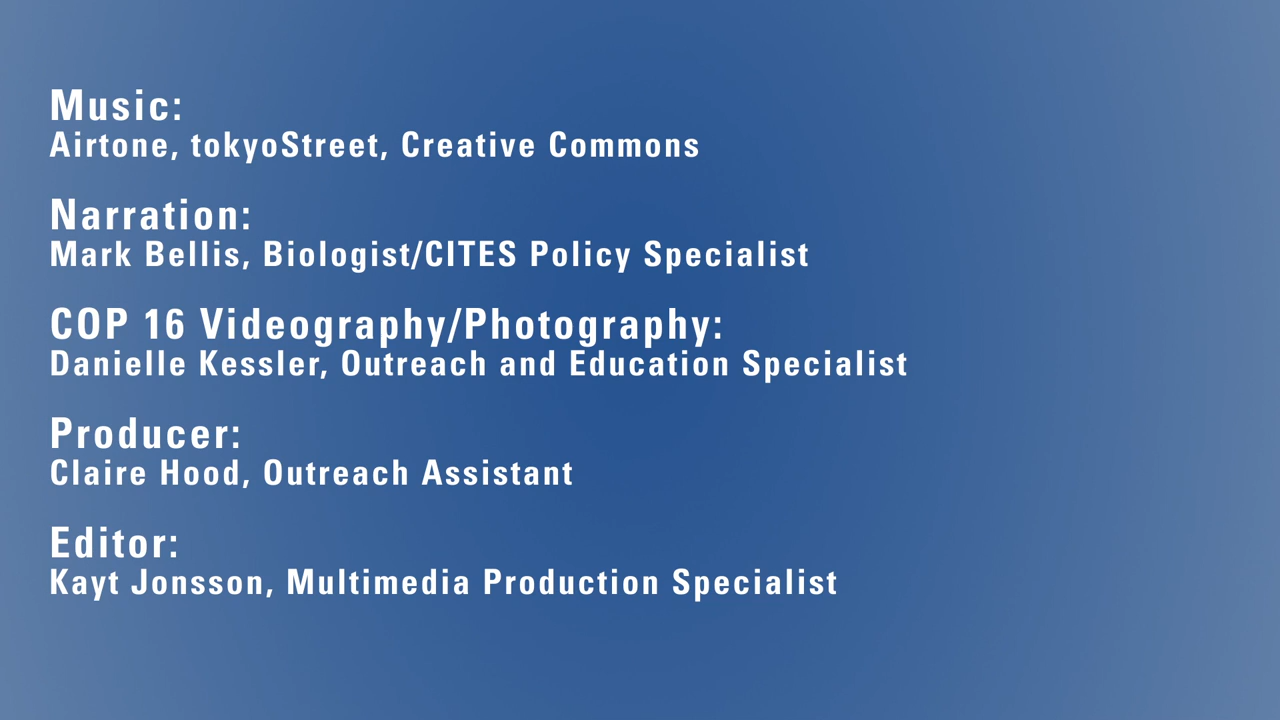 Music:
Airtone, tokyoStreet, Creative Commons
Narration:
Mark Bellis, Biologist/CITES Policy Specialist
COP 16 Videography/Photography:
Danielle Kessler, Outreach and Education Specialist
Producer:
Claire Hood, Outreach Assistant
Editor:
Kayt Jonsson, Multimedia Production Specialist